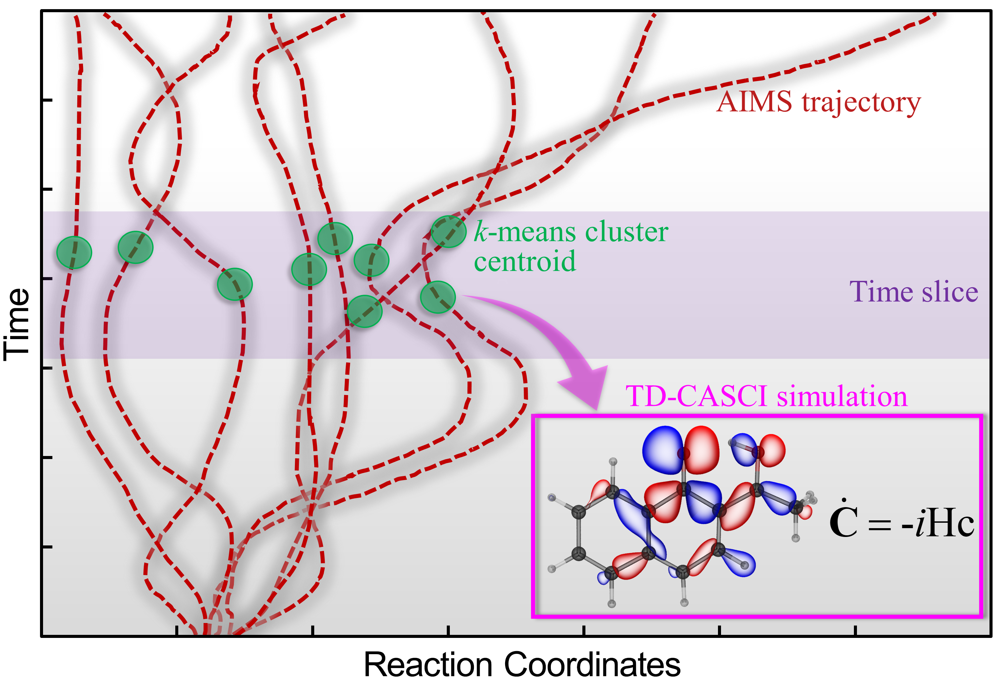 AIMS trajectory
k-means cluster
centroid
Time slice
Time
TD-CASCI simulation
Ċ = -iHc
Reaction Coordinates